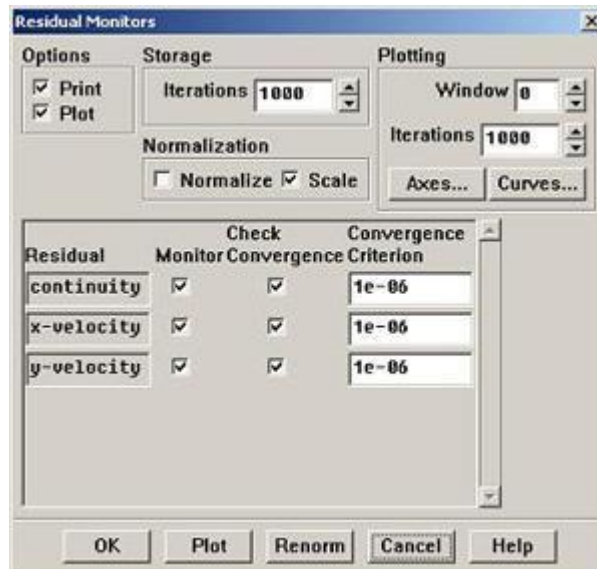 Residual Monitors
Options
Print
Plot
Storage
Iterations 1000
Normalization
Normalize Scale
Plotting
Window 0
Iterations 1000
Axes... Curves...
Residual Monitor Check Convergence Convergence Criterion
continuity 1e-06
x-velocity 1e-06
y-velocity 1e-06
OK Plot Renorm Cancel Help